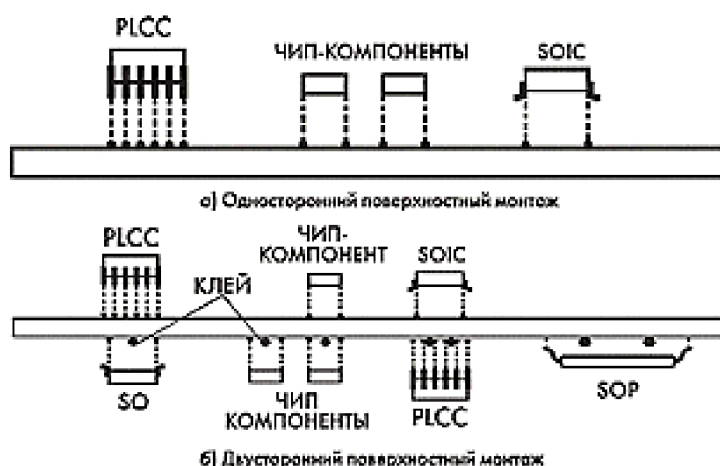 PLCC
ЧИП-КОМПОНЕНТЫ
SOIC
а) Односторонний поверхностный монтаж
PLCC
КЛЕЙ
ЧИП-
КОМПОНЕНТ
SOIC
SO
ЧИП
КОМПОНЕНТЫ
PLCC
SOP
б) Двусторонний поверхностный монтаж